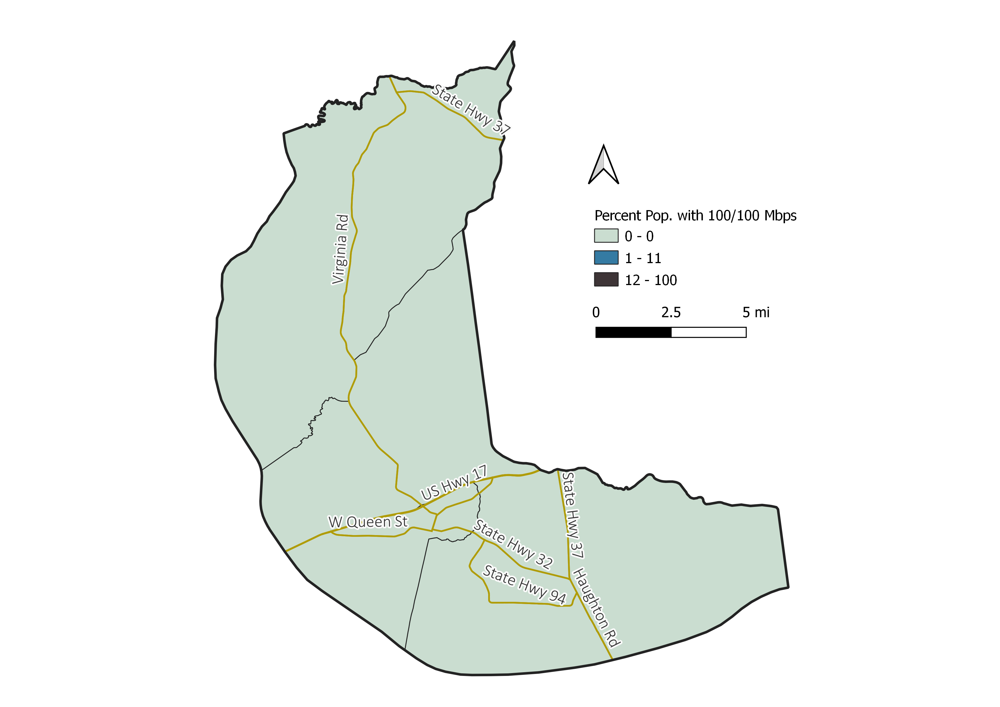 State Hwy 37
Virginia Rd
Percent Pop. with 100/100 Mbps
0 - 0
1 - 11
12 - 100
0 2.5 5 mi
US Hwy 17
State Hwy 37
W Queen St
State Hwy 32
State Hwy 94
Haughton Rd